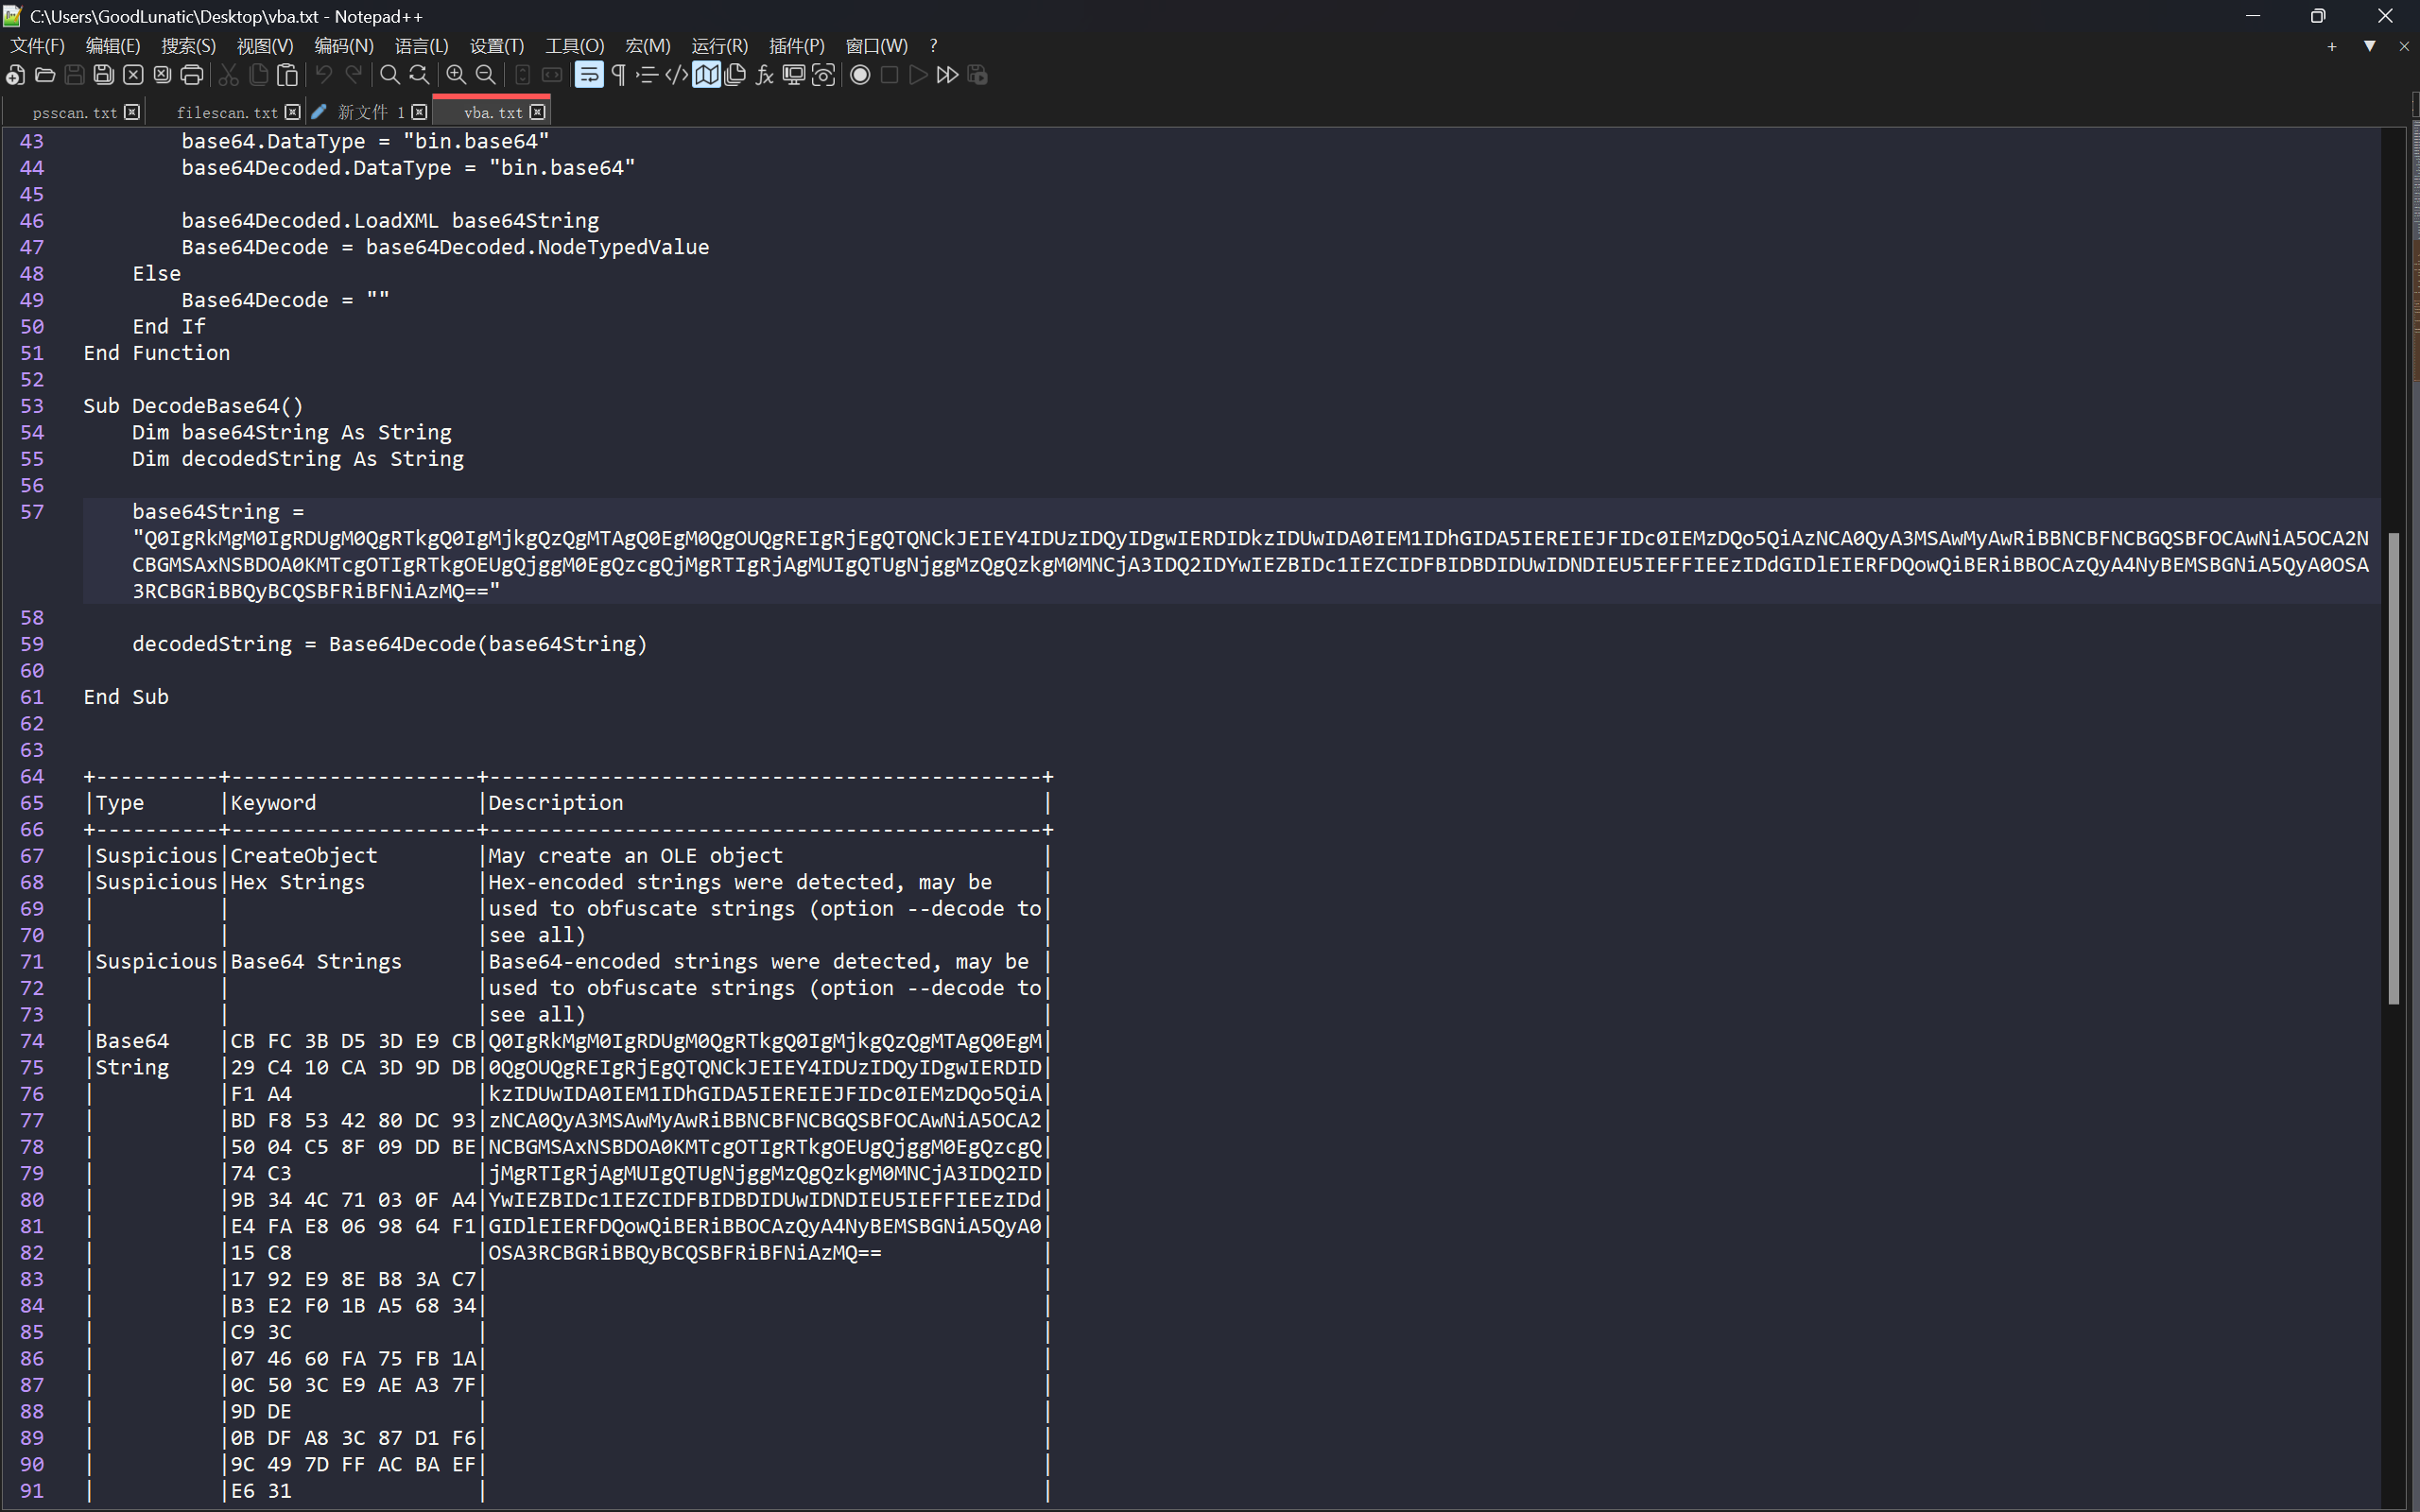 C:\Users\GoodLunatic\Desktop\vba.txt - Notepad++
文件(F) 编辑(E) 搜索(S) 视图(V) 编码(N) 语言(L) 设置(T) 工具(O) 宏(M) 运行(R) 插件(P) 窗口(W) ?
psscan.txt filescan.txt 新文件 1 vba.txt
43 base64.DataType = "bin.base64"
44 base64Decoded.DataType = "bin.base64"
45
46 base64Decoded.LoadXML base64String
47 Base64Decode = base64Decoded.NodeTypedValue
48 Else
49 Base64Decode = ""
50 End If
51 End Function
52
53 Sub DecodeBase64()
54 Dim base64String As String
55 Dim decodedString As String
56
57 base64String =
"Q0IgRkMgM0IgRDUgM0QgRTkgQ0IgMjkgQzQgMTAgQ0EgM0QgOUQgREIgRjEgQTQNCkJEIEY4IDUzIDQyIDgwIERDIDkzIDUwIDA0IEM1IDhGIDA5IEREIEJFIDc0IEMzDQo5QiAzNCA0QyA3MSAwMyAwRiBBNCBFNCBGQSBFOCAwNiA5OCA2N
CBGMSAxNSBDOA0KMTcgOTIgRTkgOEUgQjggM0EgQzcgQjMgRTIgRjAgMUIgQTUgNjggMzQgQzkgM0MNCjA3IDQ2IDYwIEZBIDc1IEZCIDFBIDBDIDUwIDNDIEU5IEFFIEEzIDdGIDlEIERFDQowQiBERiBBOCAzQyA4NyBEMSBGNiA5QyA0OSA
3RCBGRiBBQyBCQSBFRiBFNiAzMQ=="
58
59 decodedString = Base64Decode(base64String)
60
61 End Sub
62
63
64 +----------+--------------------+---------------------------------------------+
65 |Type |Keyword |Description |
66 +----------+--------------------+---------------------------------------------+
67 |Suspicious|CreateObject |May create an OLE object |
68 |Suspicious|Hex Strings |Hex-encoded strings were detected, may be |
69 | | |used to obfuscate strings (option --decode to|
70 | | |see all) |
71 |Suspicious|Base64 Strings |Base64-encoded strings were detected, may be |
72 | | |used to obfuscate strings (option --decode to|
73 | | |see all) |
74 |Base64 |CB FC 3B D5 3D E9 CB|Q0IgRkMgM0IgRDUgM0QgRTkgQ0IgMjkgQzQgMTAgQ0EgM|
75 |String |29 C4 10 CA 3D 9D DB|0QgOUQgREIgRjEgQTQNCkJEIEY4IDUzIDQyIDgwIERDID|
76 | |F1 A4 |kzIDUwIDA0IEM1IDhGIDA5IEREIEJFIDc0IEMzDQo5QiA|
77 | |BD F8 53 42 80 DC 93|zNCA0QyA3MSAwMyAwRiBBNCBFNCBGQSBFOCAwNiA5OCA2|
78 | |50 04 C5 8F 09 DD BE|NCBGMSAxNSBDOA0KMTcgOTIgRTkgOEUgQjggM0EgQzcgQ|
79 | |74 C3 |jMgRTIgRjAgMUIgQTUgNjggMzQgQzkgM0MNCjA3IDQ2ID|
80 | |9B 34 4C 71 03 0F A4|YwIEZBIDc1IEZCIDFBIDBDIDUwIDNDIEU5IEFFIEEzIDd|
81 | |E4 FA E8 06 98 64 F1|GIDlEIERFDQowQiBERiBBOCAzQyA4NyBEMSBGNiA5QyA0|
82 | |15 C8 |OSA3RCBGRiBBQyBCQSBFRiBFNiAzMQ== |
83 | |17 92 E9 8E B8 3A C7| |
84 | |B3 E2 F0 1B A5 68 34| |
85 | |C9 3C | |
86 | |07 46 60 FA 75 FB 1A| |
87 | |0C 50 3C E9 AE A3 7F| |
88 | |9D DE | |
89 | |0B DF A8 3C 87 D1 F6| |
90 | |9C 49 7D FF AC BA EF| |
91 | |E6 31 | |